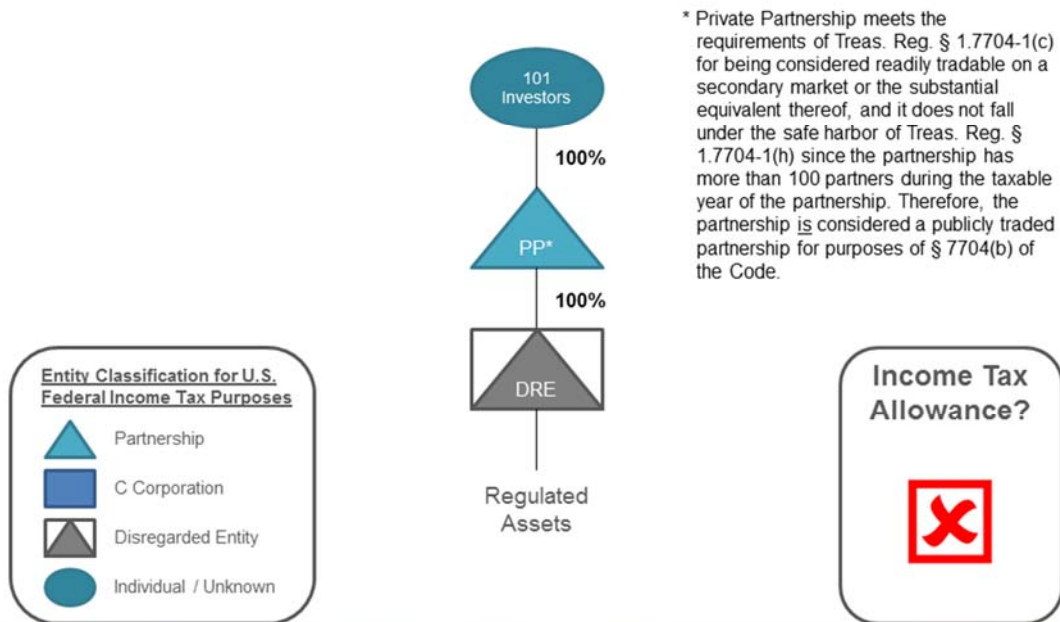 * Private Partnership meets the
requirements of Treas. Reg. § 1.7704-1(c)
for being considered readily tradable on a
secondary market or the substantial
equivalent thereof, and it does not fall
under the safe harbor of Treas. Reg. §
1.7704-1(h) since the partnership has
more than 100 partners during the taxable
year of the partnership. Therefore, the
partnership is considered a publicly traded
partnership for purposes of § 7704(b) of
the Code.
101
Investors
100%
PP*
100%
DRE
Regulated
Assets
Entity Classification for U.S.
Federal Income Tax Purposes
Partnership
C Corporation
Disregarded Entity
Individual / Unknown
Income Tax
Allowance?